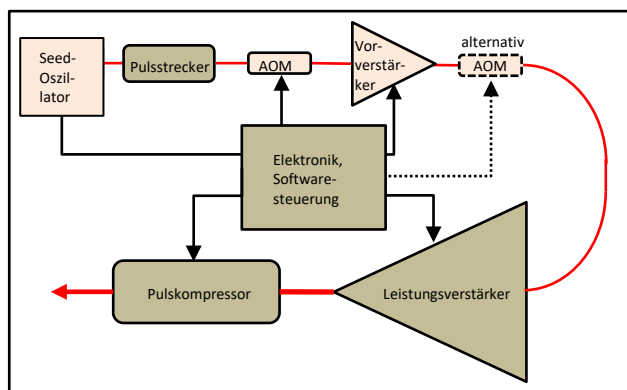 Seed-
Oszil-
lator
Pulsstrecker
AOM
Vor-
verstär-
ker
alternativ
AOM
Elektronik,
Software-
steuerung
Pulskompressor
Leistungsverstärker